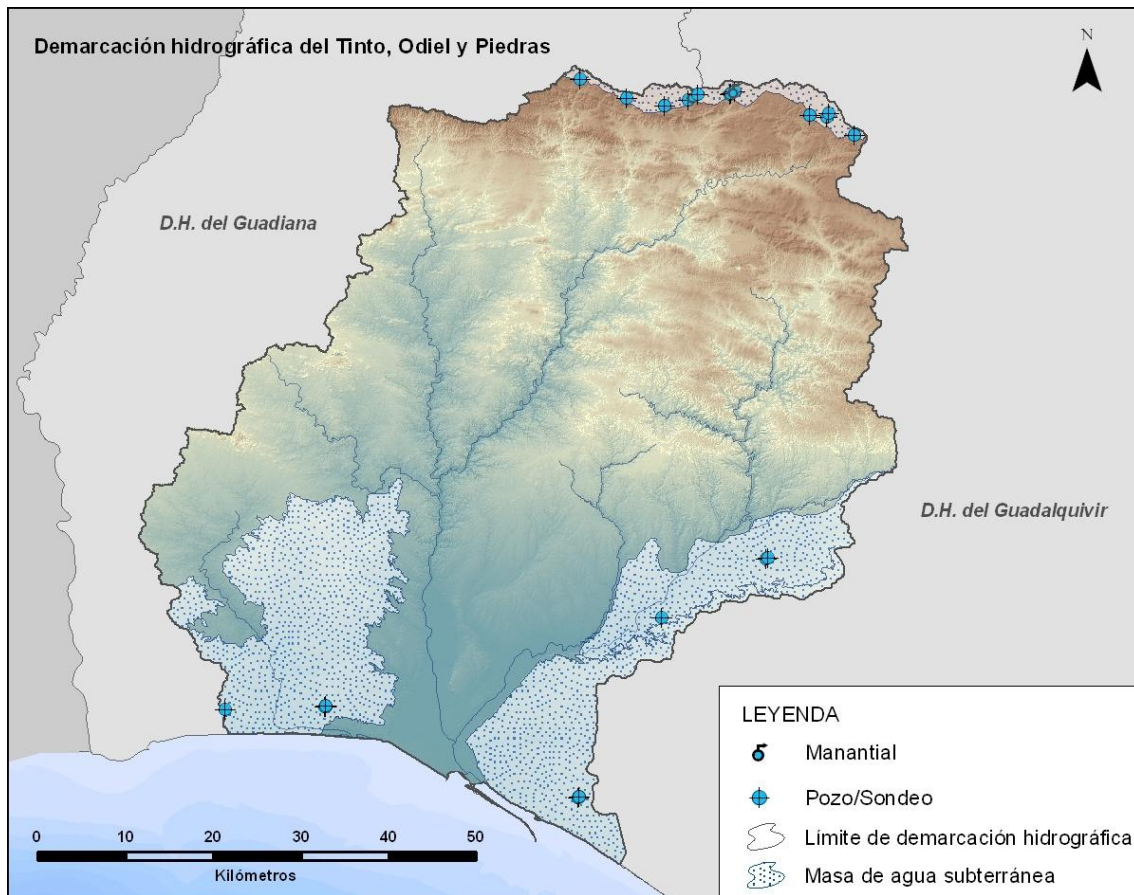 Demarcación hidrográfica del Tinto, Odiel y Piedras
N
D.H. del Guadiana
D.H. del Guadalquivir
LEYENDA
Manantial
Pozo/Sondeo
Límite de demarcación hidrográfica
Masa de agua subterránea
0 10 20 30 40 50
Kilómetros